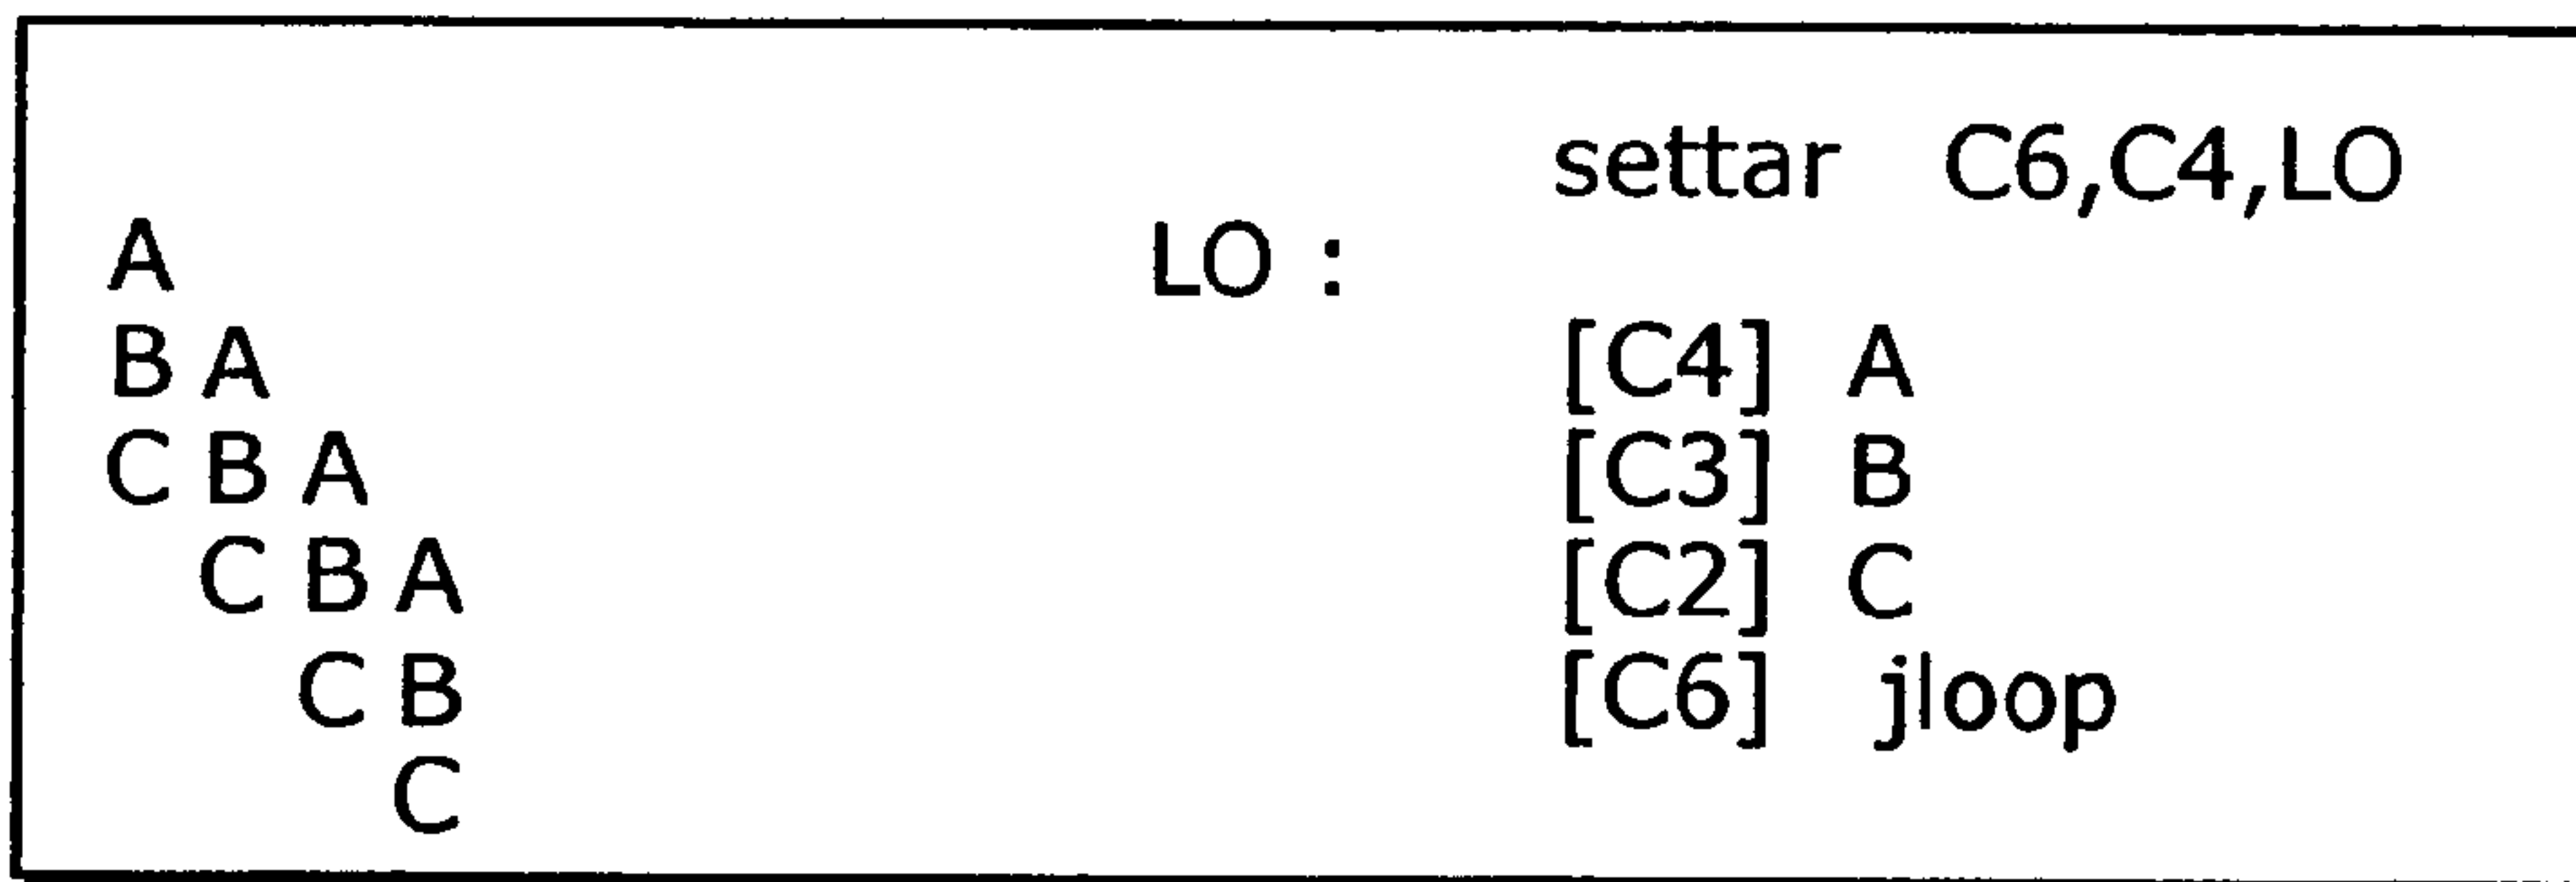 settar C6,C4,LO
A LO :
B A [C4] A
C B A [C3] B
C B A [C2] C
C B [C6] jloop
C